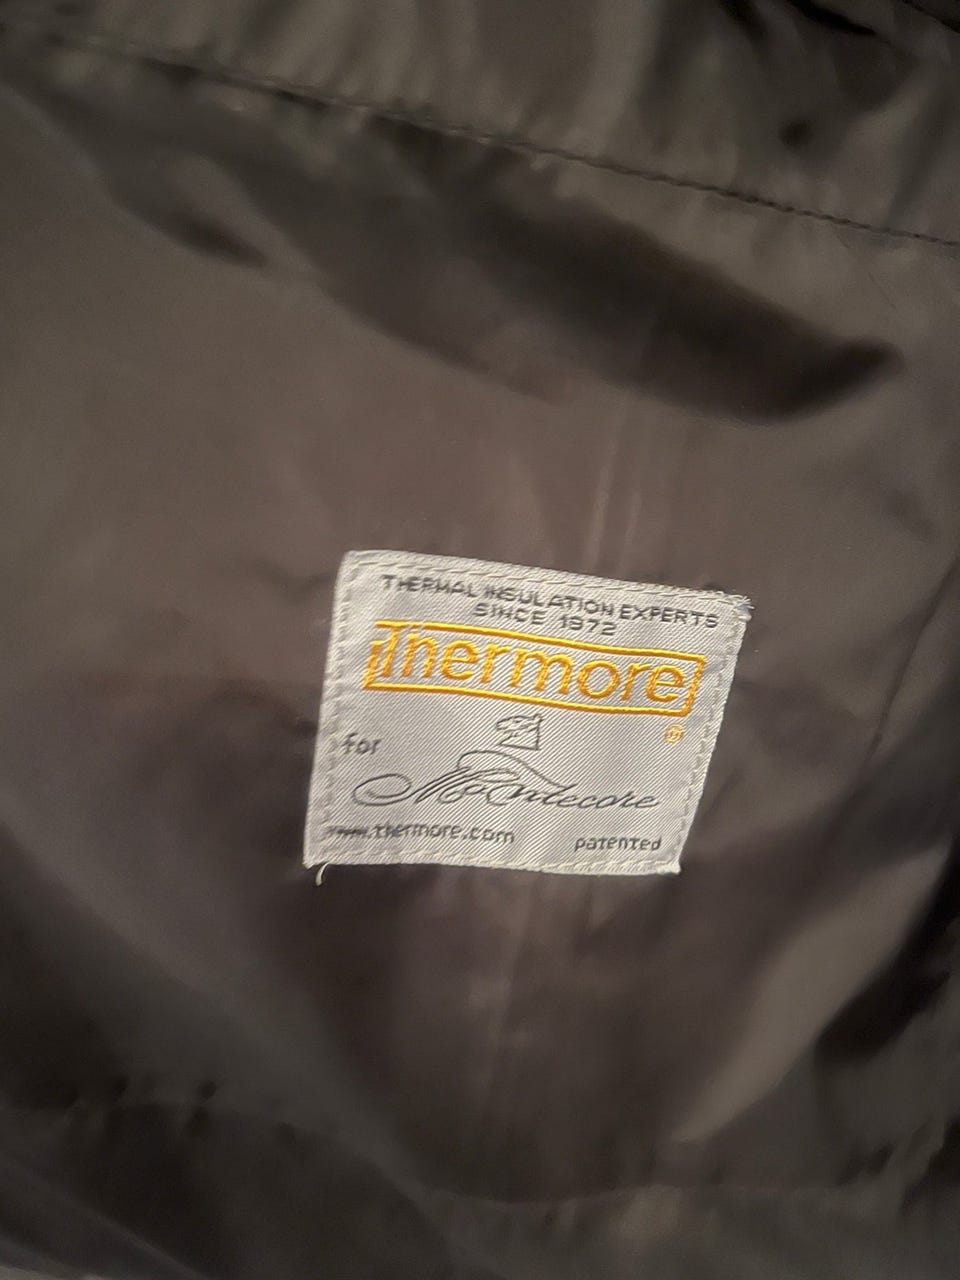 THERMAL INSULATION EXPERTS
SINCE 1972
Thermore
®
for
Montecore
www.thermore.com patented